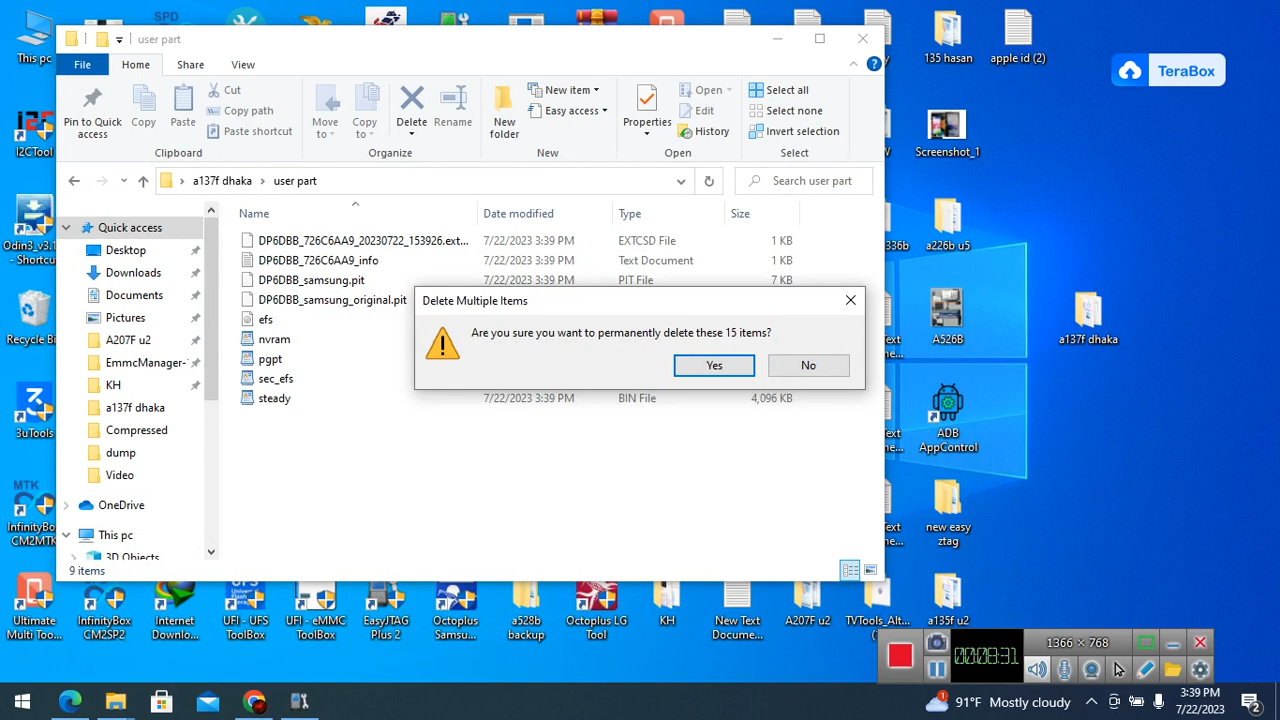 This pc
SPD
135 hasan
apple id (2)
TeraBox
user part
File
Home
Share
View
Pin to Quick
access
Copy
Paste
Cut
Copy path
Paste shortcut
Move
to
Copy
to
Delete
Rename
New
folder
New item
Easy access
Properties
Open
Edit
History
Select all
Select none
Invert selection
Clipboard
Organize
New
Open
Select
I2CTool
Screenshot_1
a137f dhaka
user part
Search user part
Name
Date modified
Type
Size
Quick access
Desktop
Downloads
Documents
Pictures
A207F u2
EmmcManager-
KH
a137f dhaka
Compressed
dump
Video
OneDrive
This pc
3D Objects
DP6DBB_726C6AA9_20230722_153926.ext...
7/22/2023 3:39 PM
EXTCSD File
1 KB
DP6DBB_726C6AA9_info
7/22/2023 3:39 PM
Text Document
1 KB
DP6DBB_samsung.pit
7/22/2023 3:39 PM
PIT File
7 KB
DP6DBB_samsung_original.pit
efs
nvram
pgpt
sec_efs
steady
7/22/2023 3:39 PM
BIN File
4,096 KB
Delete Multiple Items
Are you sure you want to permanently delete these 15 items?
Yes
No
9 items
Odin3_v3.1
- Shortcu
Recycle Bi
3uTools
MTK
InfinityBox
CM2MTK
336b
a226b u5
A526B
a137f dhaka
ADB
AppControl
new easy
ztag
Ultimate
Multi Too...
InfinityBox
CM2SP2
Internet
Downlo...
UFI - UFS
ToolBox
UFI - eMMC
ToolBox
EasyJTAG
Plus 2
Octoplus
Samsu...
a528b
backup
Octoplus LG
Tool
KH
New Text
Docume...
A207F u2
TVTools_Alt...
a135f u2
00:08:31
1366 × 768
91°F Mostly cloudy
3:39 PM
7/22/2023
2